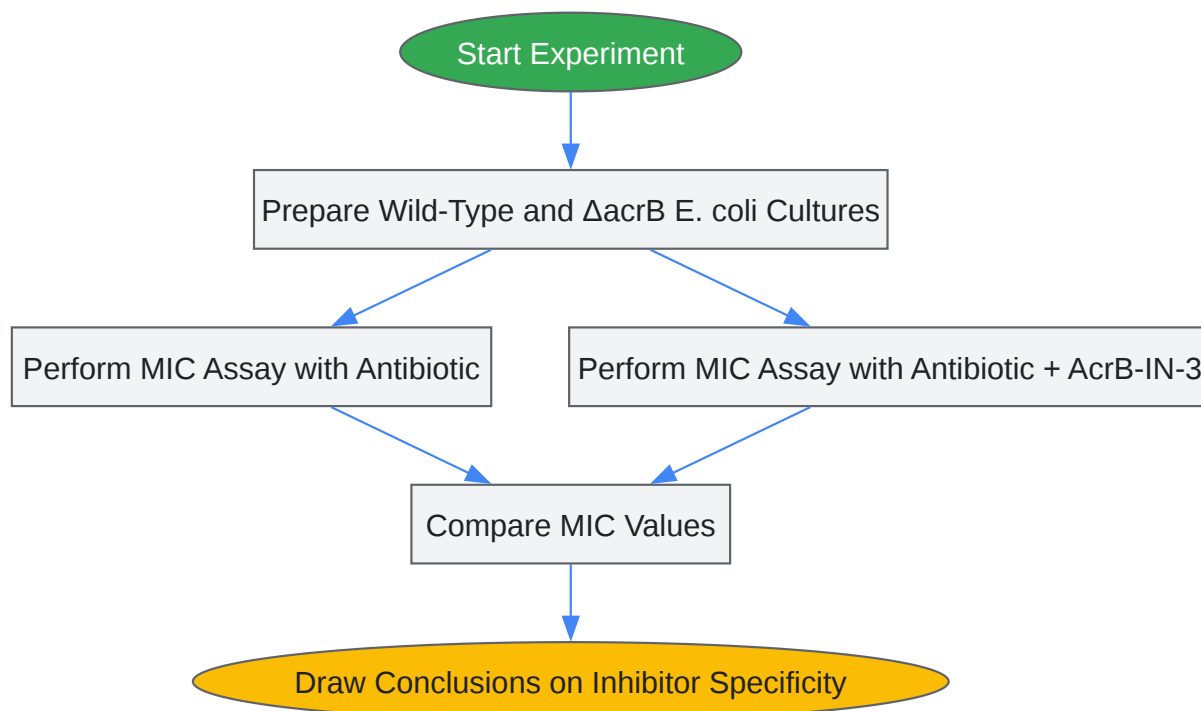 Start Experiment
Prepare Wild-Type and ΔacrB E. coli Cultures
Perform MIC Assay with Antibiotic
Perform MIC Assay with Antibiotic + AcrB-IN-3
Compare MIC Values
Draw Conclusions on Inhibitor Specificity